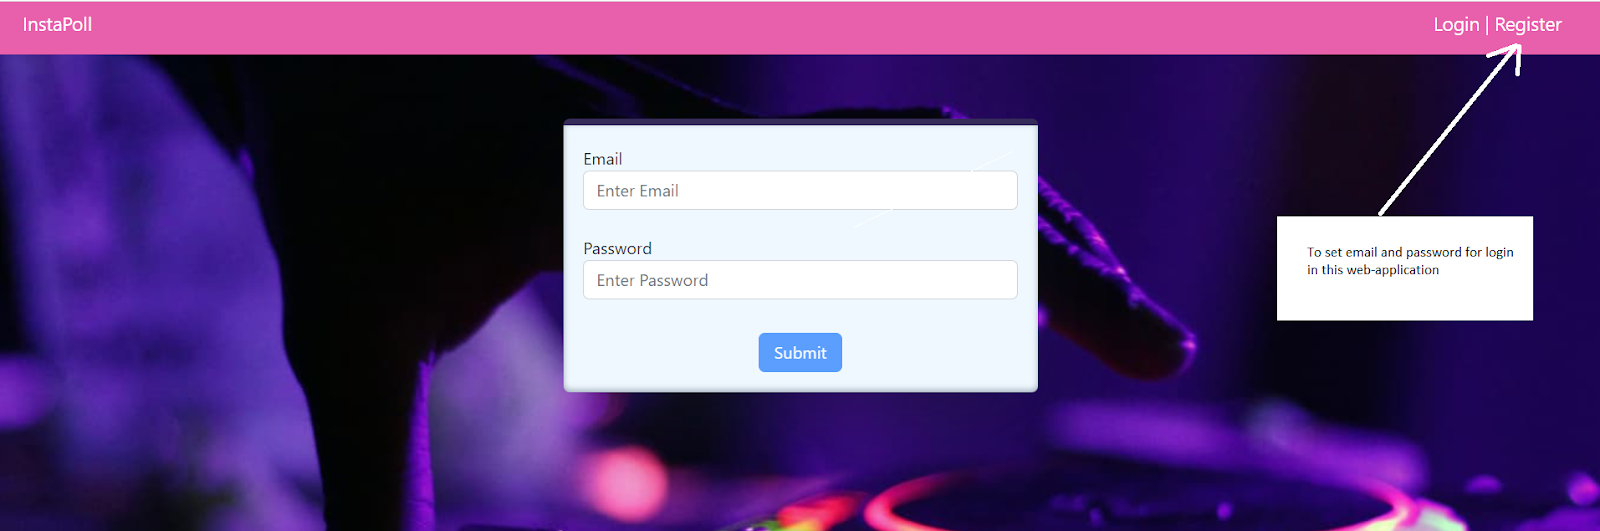 InstaPoll
Login | Register
Email
Enter Email
Password
Enter Password
Submit
To set email and password for login
in this web-application